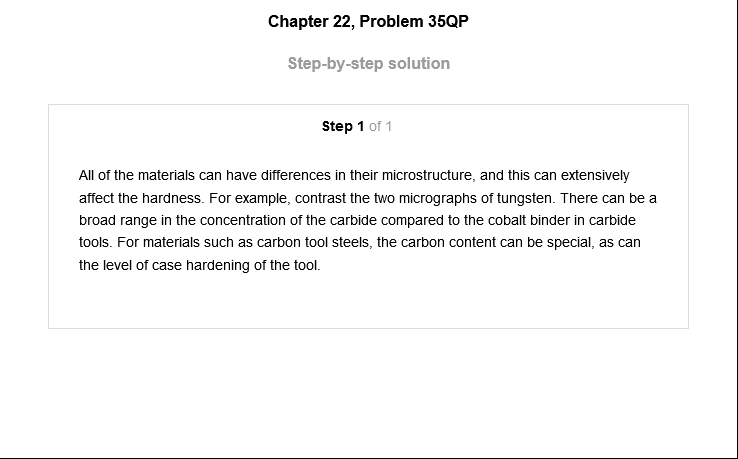 Chapter 22, Problem 35QP
Step-by-step solution
Step 1 of 1
All of the materials can have differences in their microstructure, and this can extensively
affect the hardness. For example, contrast the two micrographs of tungsten. There can be a
broad range in the concentration of the carbide compared to the cobalt binder in carbide
tools. For materials such as carbon tool steels, the carbon content can be special, as can
the level of case hardening of the tool.